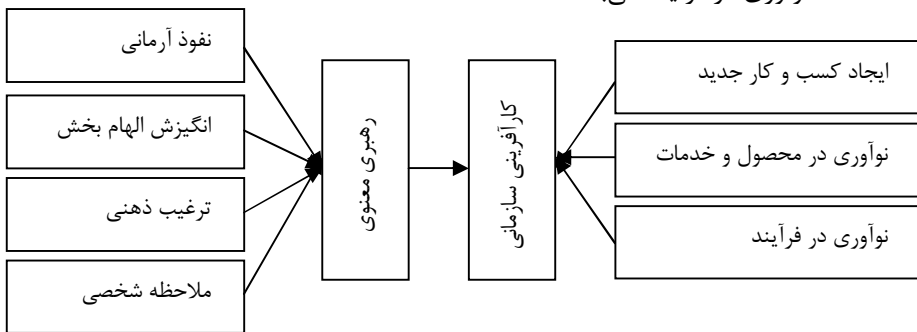 نفوذ آرمانی
انگیزش الهام بخش
ترغیب ذهنی
ملاحظه شخصی
رهبری معنوی
کارآفرینی سازمانی
ایجاد کسب و کار جدید
نوآوری در محصول و خدمات
نوآوری در فرآیند